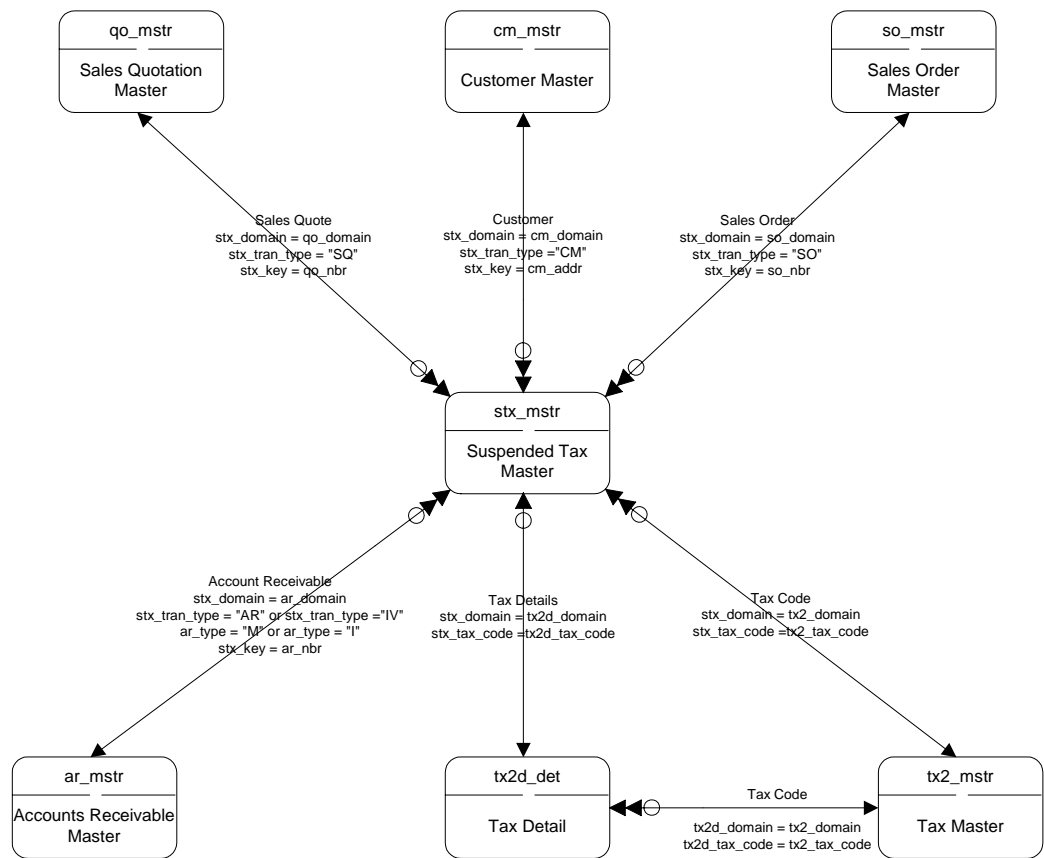 qo_mstr
Sales Quotation
Master
cm_mstr
Customer Master
so_mstr
Sales Order
Master
Sales Quote
stx_domain = qo_domain
stx_tran_type = "SQ"
stx_key = qo_nbr
Customer
stx_domain = cm_domain
stx_tran_type ="CM"
stx_key = cm_addr
Sales Order
stx_domain = so_domain
stx_tran_type = "SO"
stx_key = so_nbr
stx_mstr
Suspended Tax
Master
Account Receivable
stx_domain = ar_domain
stx_tran_type = "AR" or stx_tran_type ="IV"
ar_type = "M" or ar_type = "I"
stx_key = ar_nbr
Tax Details
stx_domain = tx2d_domain
stx_tax_code =tx2d_tax_code
Tax Code
stx_domain = tx2_domain
stx_tax_code =tx2_tax_code
ar_mstr
Accounts Receivable
Master
tx2d_det
Tax Detail
Tax Code
tx2d_domain = tx2_domain
tx2d_tax_code = tx2_tax_code
tx2_mstr
Tax Master